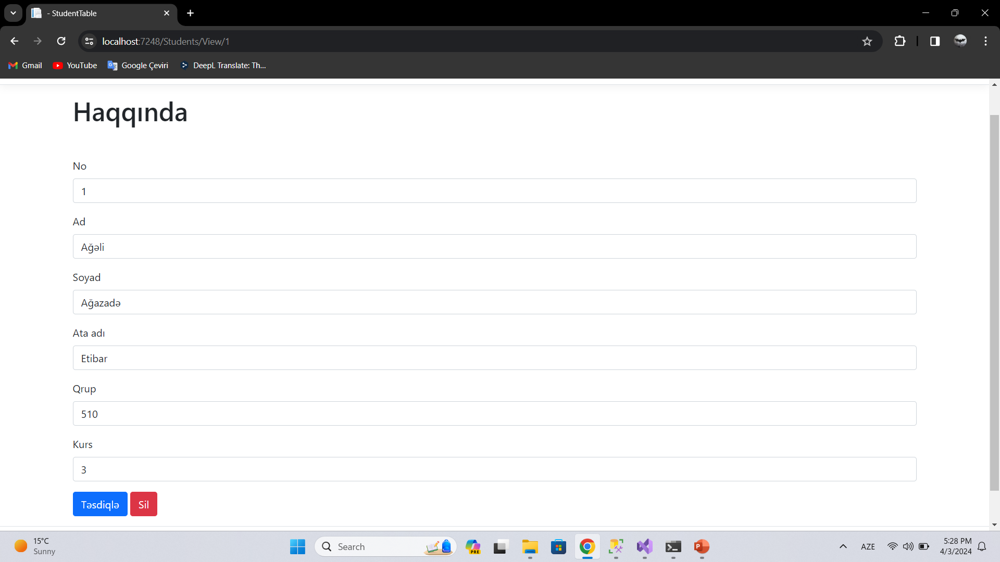 - StudentTable
localhost:7248/Students/View/1
Gmail YouTube Google Çeviri DeepL Translate: Th...
Haqqında
No
1
Ad
Ağəli
Soyad
Ağazadə
Ata adı
Etibar
Qrup
510
Kurs
3
Təsdiqlə Sil
15°C
Sunny
Search
PRE
AZE
5:28 PM
4/3/2024